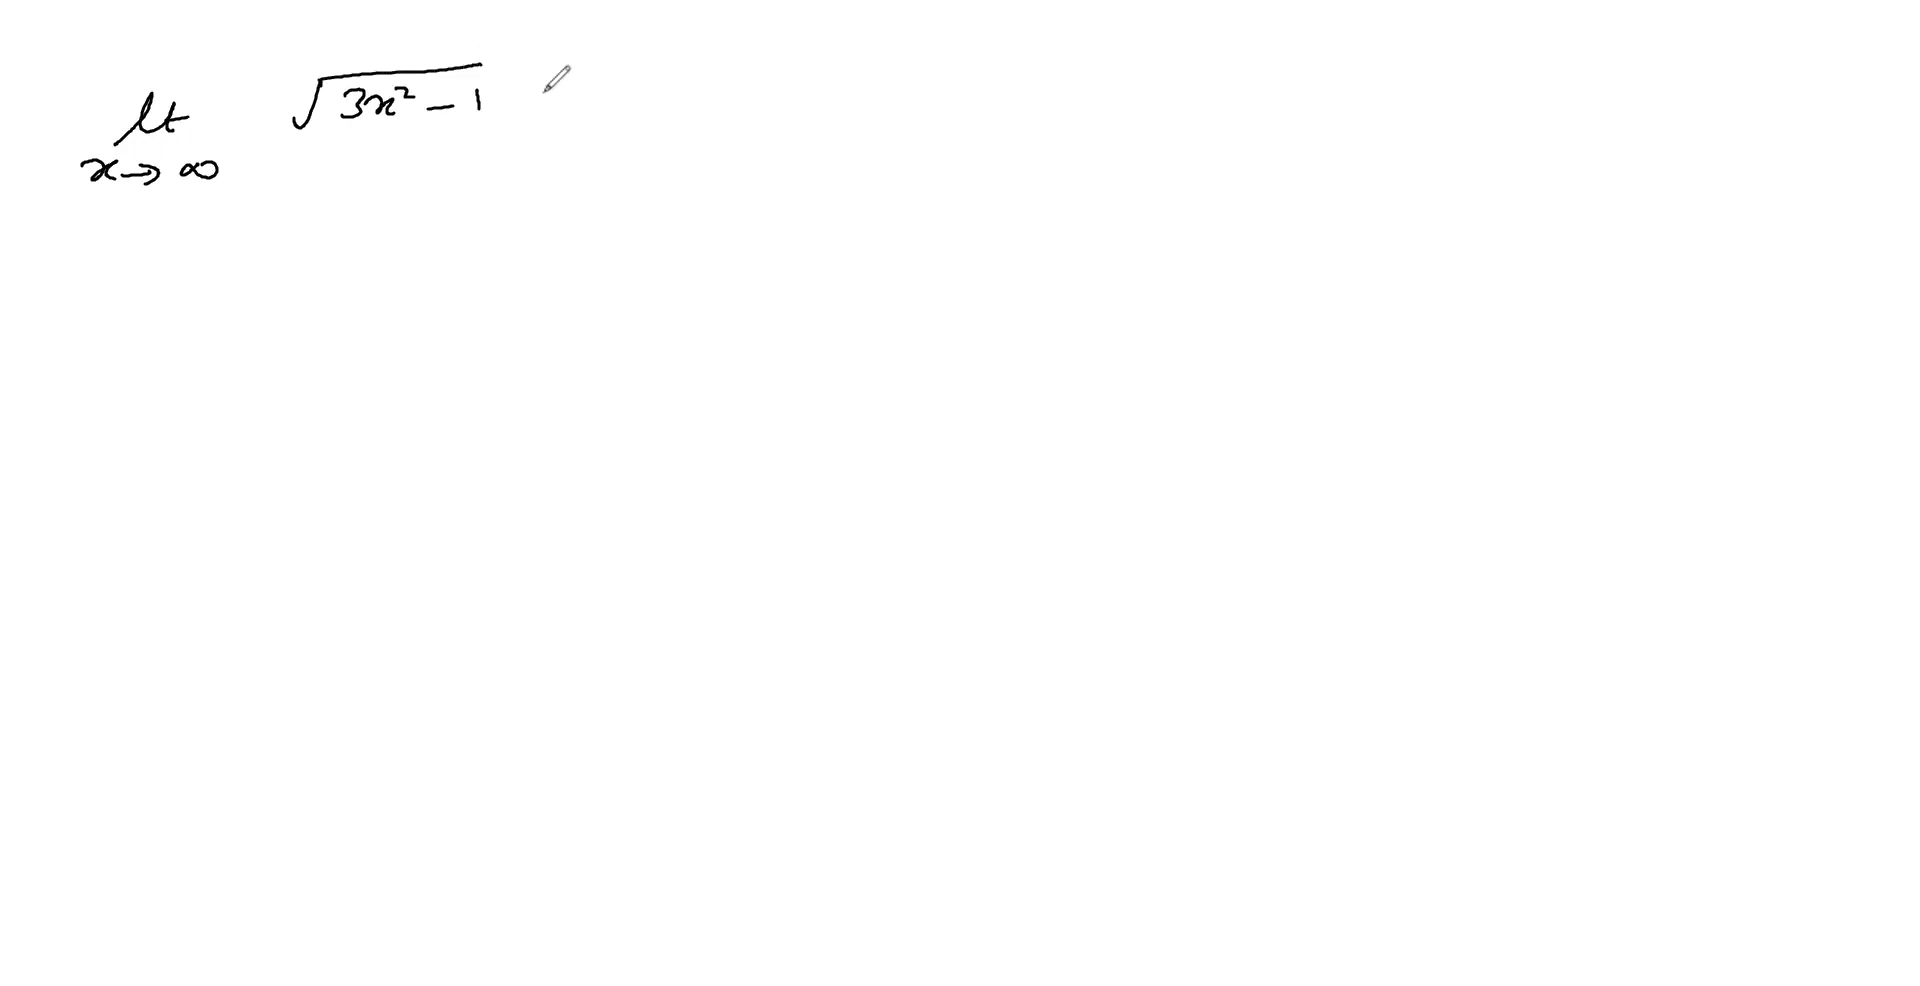 lt √(3x² − 1)
x → ∞